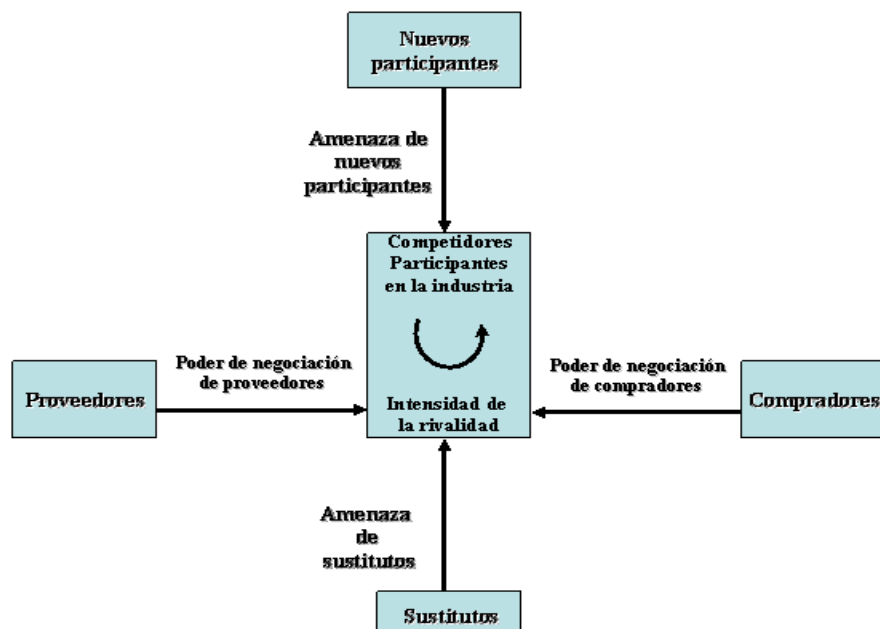 Nuevos
participantes
Amenaza de
nuevos
participantes
Competidores
Participantes
en la industria
Poder de negociación
de proveedores
Poder de negociación
de compradores
Proveedores
Intensidad de
la rivalidad
Compradores
Amenaza
de
sustitutos
Sustitutos